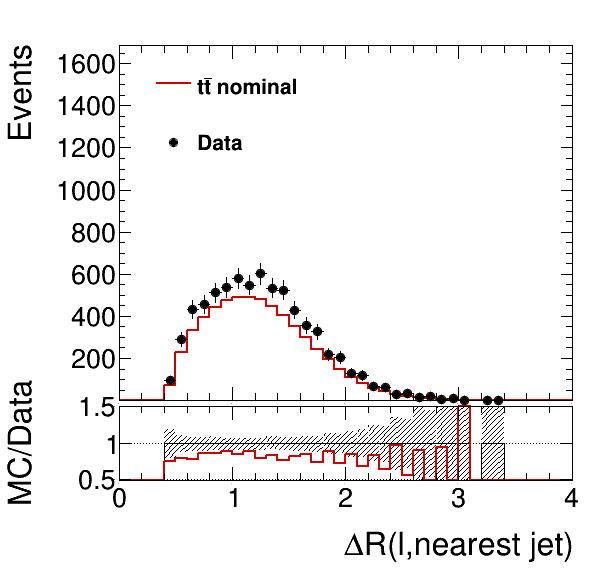 Events
1600
1400
1200
1000
800
600
400
200
tt̄ nominal
Data
MC/Data
1.5
1
0.5
0 1 2 3 4
ΔR(l,nearest jet)